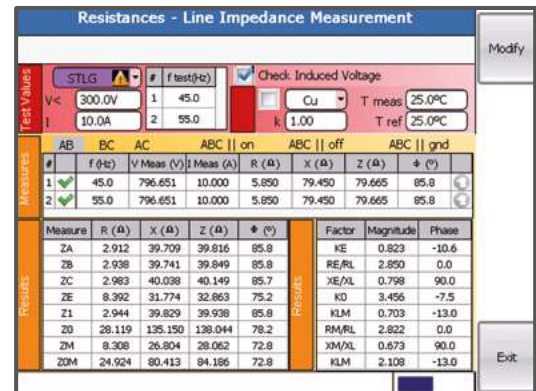 Resistances - Line Impedance Measurement
Modify
Test Values
STLG # f test(Hz) Check Induced Voltage
V< 300.0V 1 45.0 Cu T meas 25.0ºC
I 10.0A 2 55.0 k 1.00 T ref 25.0ºC
Measures
AB BC AC ABC || on ABC || off ABC || gnd
# f (Hz) V Meas (V) I Meas (A) R (Ω) X (Ω) Z (Ω) Φ (º)
1 45.0 796.651 10.000 5.850 79.450 79.665 85.8
2 55.0 796.651 10.000 5.850 79.450 79.665 85.8
Results
Measure R (Ω) X (Ω) Z (Ω) Φ (º)
ZA 2.912 39.709 39.816 85.8
ZB 2.938 39.741 39.849 85.8
ZC 2.983 40.038 40.149 85.7
ZE 8.392 31.774 32.863 75.2
Z1 2.944 39.829 39.938 85.8
Z0 28.119 135.150 138.044 78.2
ZM 8.308 26.804 28.062 72.8
Z0M 24.924 80.413 84.186 72.8
Results
Factor Magnitude Phase
KE 0.823 -10.6
RE/RL 2.850 0.0
XE/XL 0.798 90.0
K0 3.456 -7.5
KLM 0.703 -13.0
RM/RL 2.822 0.0
XM/XL 0.673 90.0
KLM 2.108 -13.0
Exit